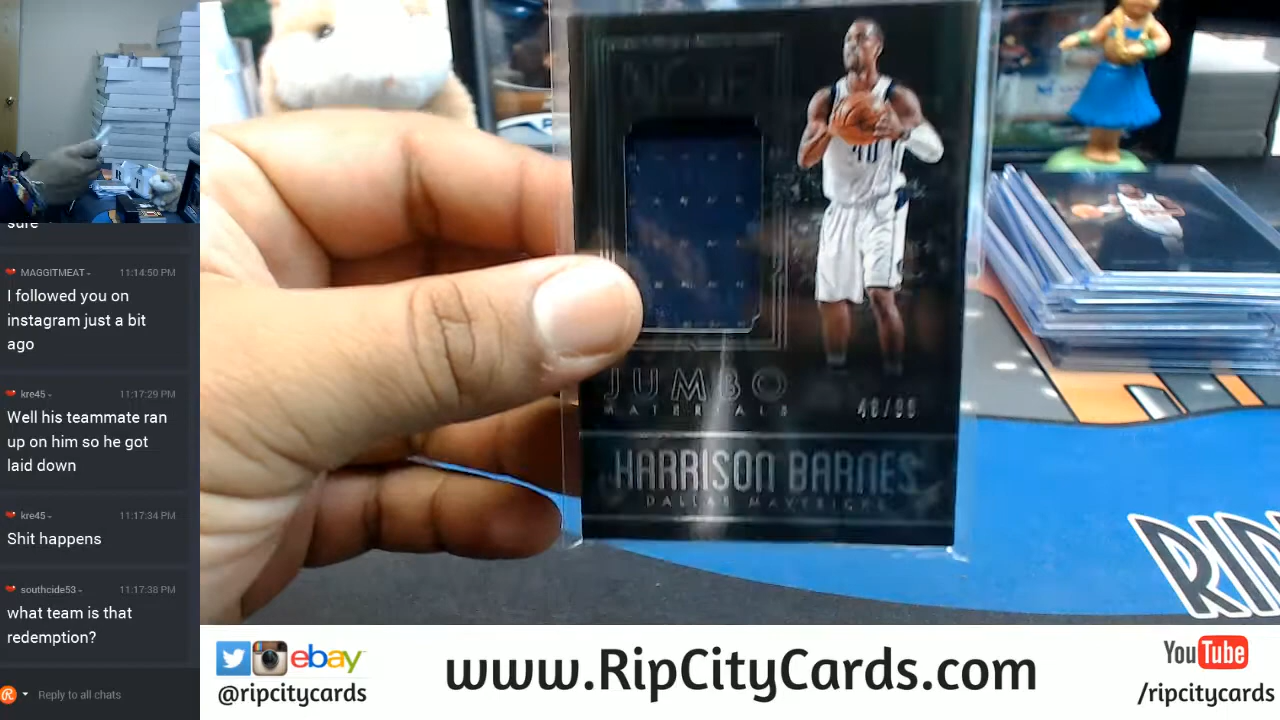 sure
MAGGITMEAT 11:14:50 PM
I followed you on
instagram just a bit
ago
kre45 11:17:29 PM
Well his teammate ran
up on him so he got
laid down
kre45 11:17:34 PM
Shit happens
southcide53 11:17:38 PM
what team is that
redemption?
Reply to all chats
NOIR
40
JUMBO
MATERIALS
HARRISON BARNES
DALLAS MAVERICKS
RIP
ebay
@ripcitycards
www.RipCityCards.com
YouTube
/ripcitycards